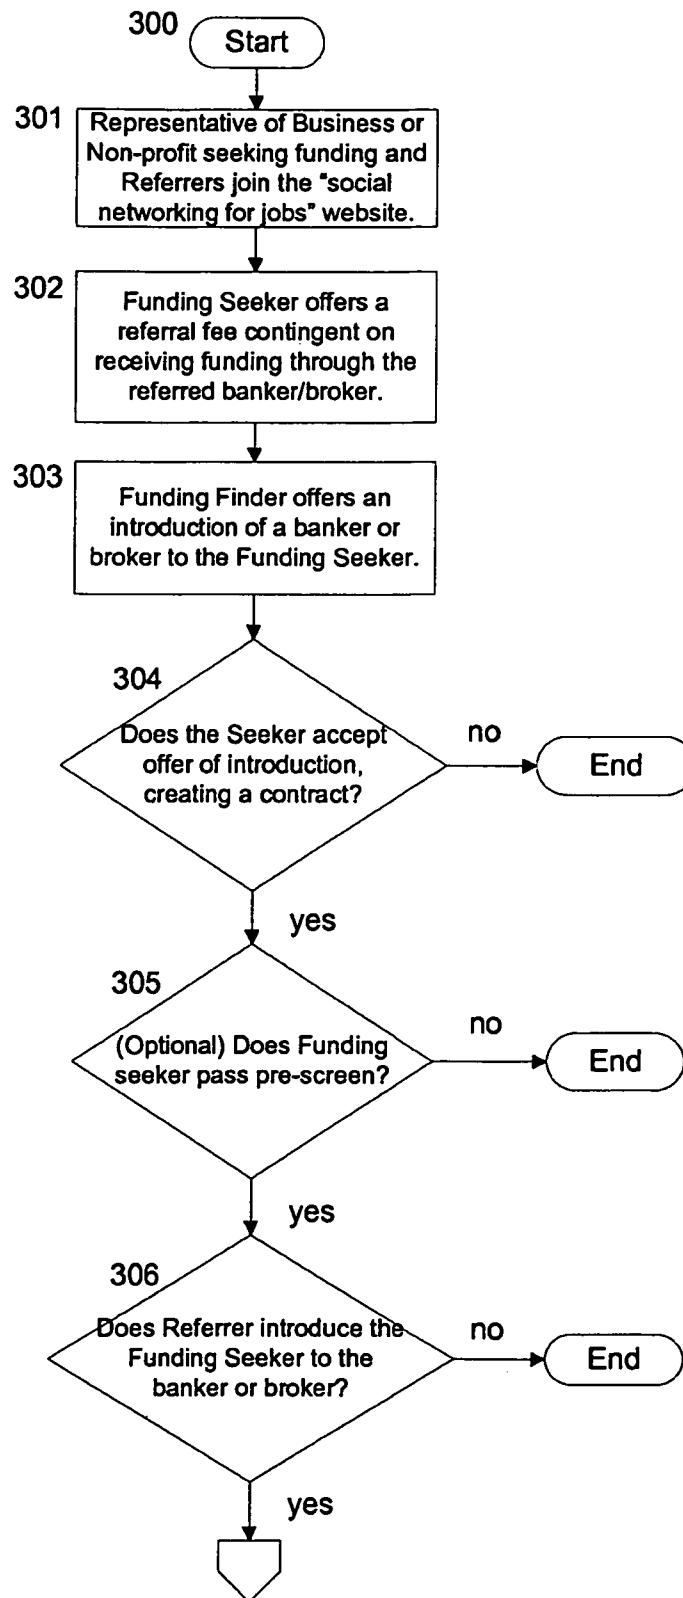 300
Start
301
Representative of Business or
Non-profit seeking funding and
Referrers join the "social
networking for jobs" website.
302
Funding Seeker offers a
referral fee contingent on
receiving funding through the
referred banker/broker.
303
Funding Finder offers an
introduction of a banker or
broker to the Funding Seeker.
304
Does the Seeker accept
offer of introduction,
creating a contract?
no
End
yes
305
(Optional) Does Funding
seeker pass pre-screen?
no
End
yes
306
Does Referrer introduce the
Funding Seeker to the
banker or broker?
no
End
yes